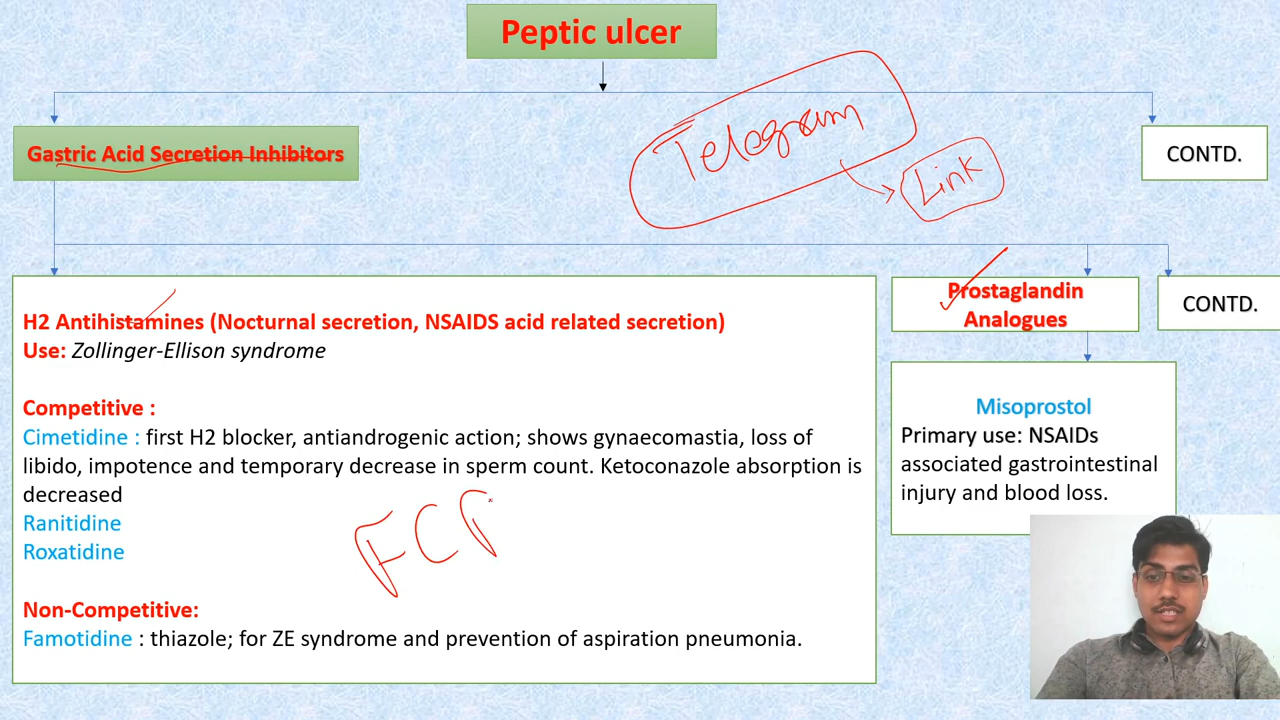 Peptic ulcer
Gastric Acid Secretion Inhibitors
Telegram
Link
CONTD.
H2 Antihistamines (Nocturnal secretion, NSAIDS acid related secretion)
Use: Zollinger-Ellison syndrome
Competitive :
Cimetidine : first H2 blocker, antiandrogenic action; shows gynaecomastia, loss of
libido, impotence and temporary decrease in sperm count. Ketoconazole absorption is
decreased
Ranitidine
Roxatidine
FC
Non-Competitive:
Famotidine : thiazole; for ZE syndrome and prevention of aspiration pneumonia.
Prostaglandin
Analogues
CONTD.
Misoprostol
Primary use: NSAIDs
associated gastrointestinal
injury and blood loss.